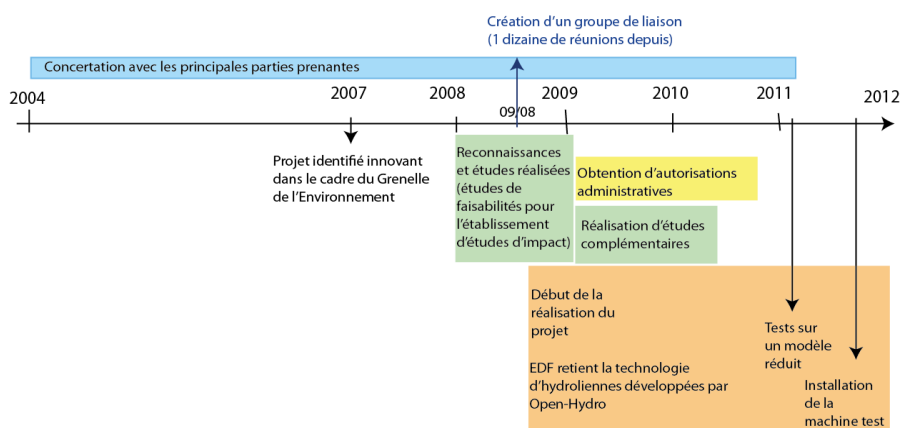 Création d'un groupe de liaison
(1 dizaine de réunions depuis)
Concertation avec les principales parties prenantes
2004
2007
2008
09/08
2009
2010
2011
2012
Projet identifié innovant
dans le cadre du Grenelle
de l'Environnement
Reconnaissances
et études réalisées
(études de
faisabilités pour
l'établissement
d'études d'impact)
Obtention d'autorisations
administratives
Réalisation d'études
complémentaires
Début de la
réalisation du
projet
EDF retient la technologie
d'hydroliennes développées par
Open-Hydro
Tests sur
un modèle
réduit
Installation
de la
machine test